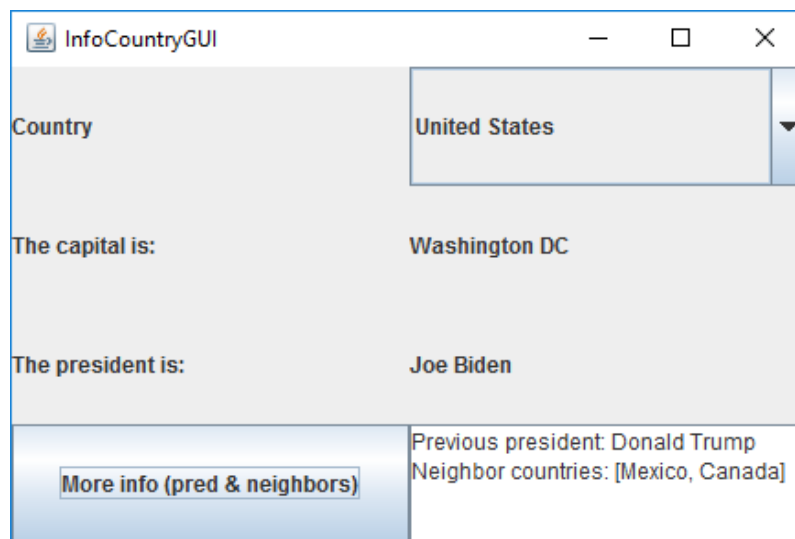 InfoCountryGUI
Country
United States
The capital is:
Washington DC
The president is:
Joe Biden
More info (pred & neighbors)
Previous president: Donald Trump
Neighbor countries: [Mexico, Canada]